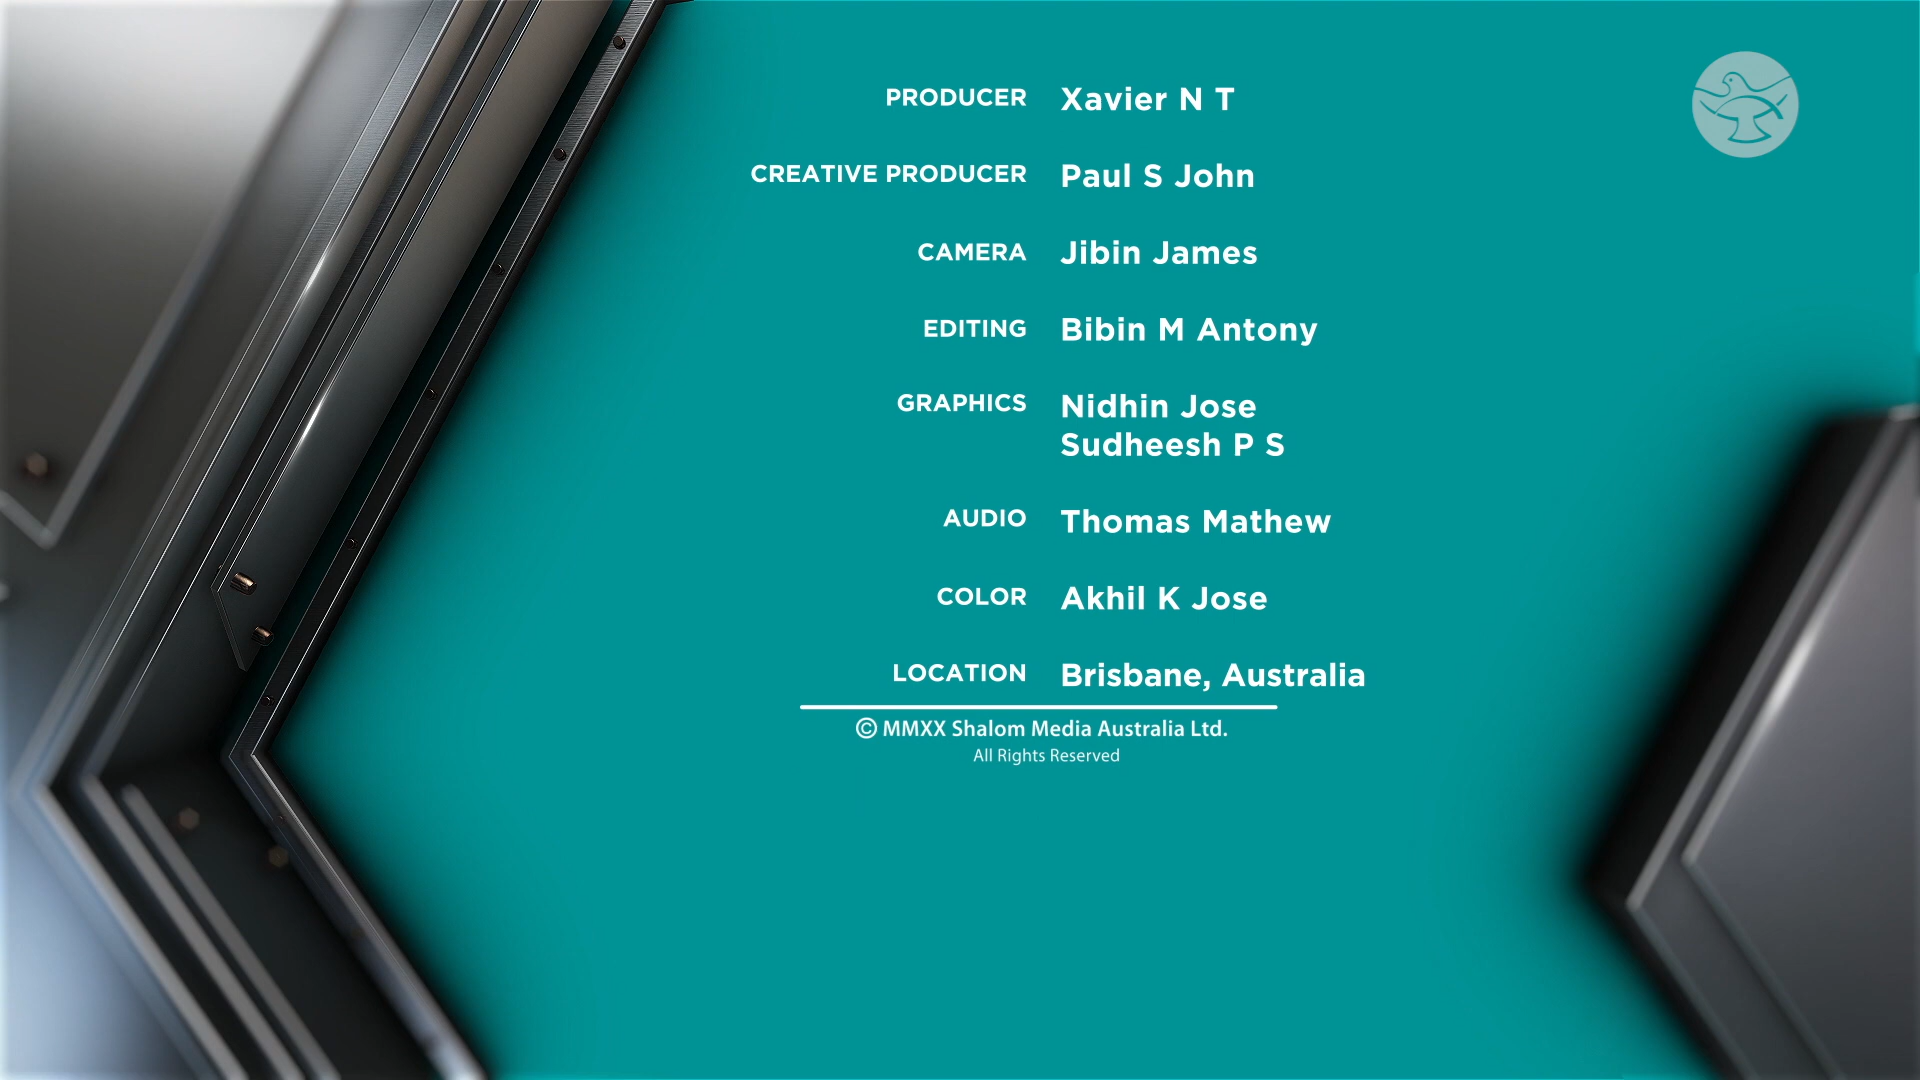 PRODUCER Xavier N T
CREATIVE PRODUCER Paul S John
CAMERA Jibin James
EDITING Bibin M Antony
GRAPHICS Nidhin Jose
Sudheesh P S
AUDIO Thomas Mathew
COLOR Akhil K Jose
LOCATION Brisbane, Australia
© MMXX Shalom Media Australia Ltd.
All Rights Reserved